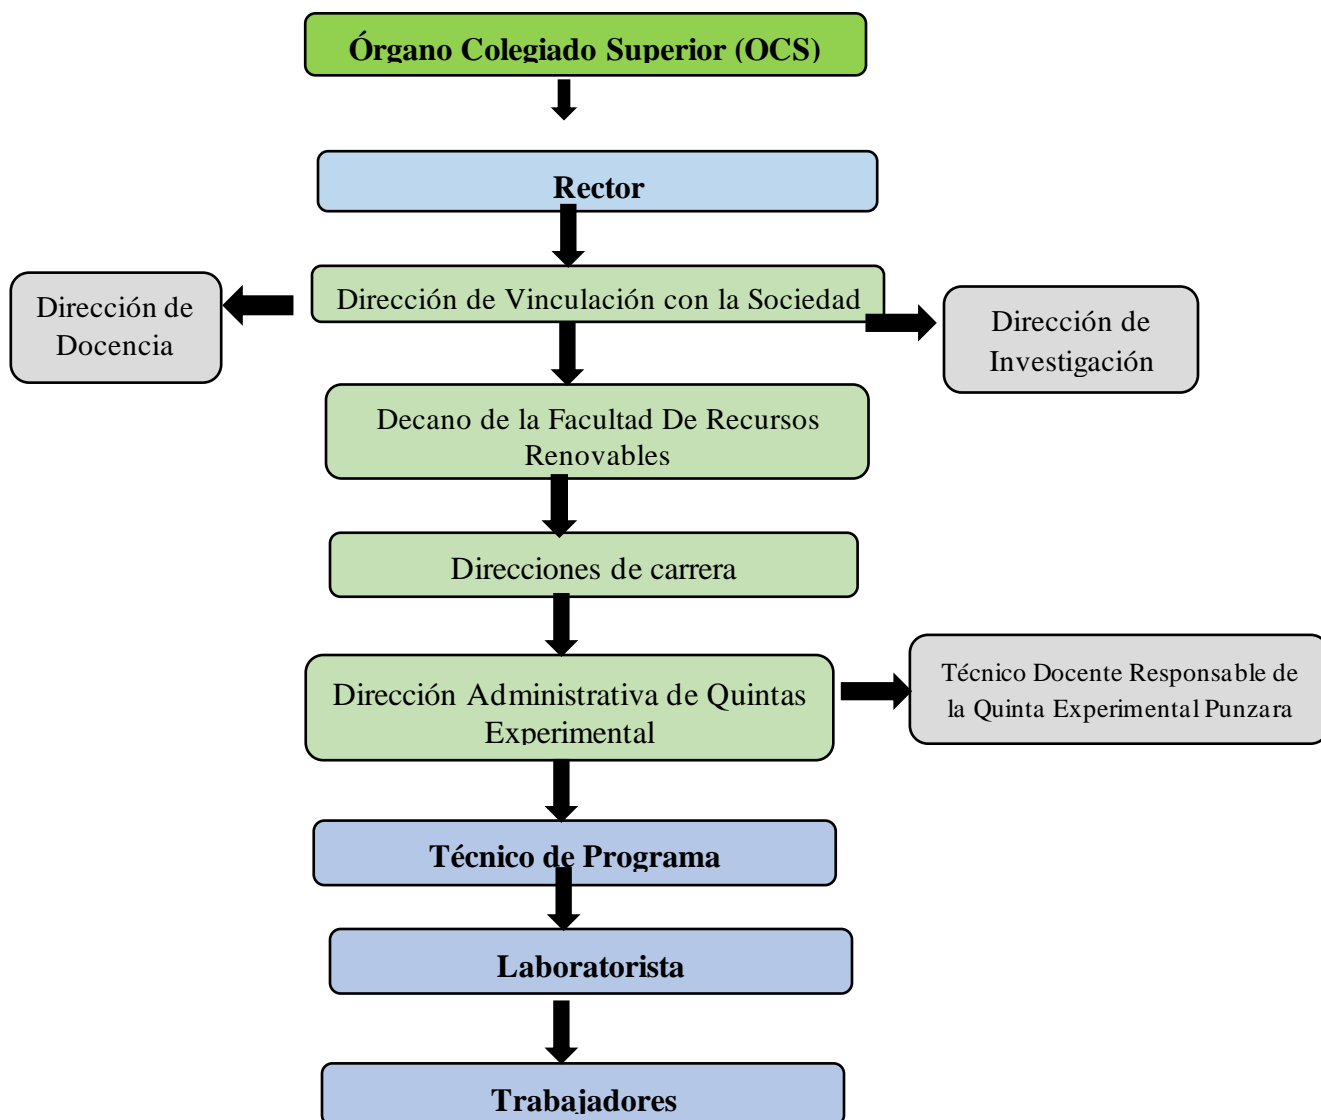 Órgano Colegiado Superior (OCS)
Rector
Dirección de Vinculación con la Sociedad
Dirección de
Docencia
Dirección de
Investigación
Decano de la Facultad De Recursos
Renovables
Direcciones de carrera
Dirección Administrativa de Quintas
Experimental
Técnico Docente Responsable de
la Quinta Experimental Punzara
Técnico de Programa
Laboratorista
Trabajadores